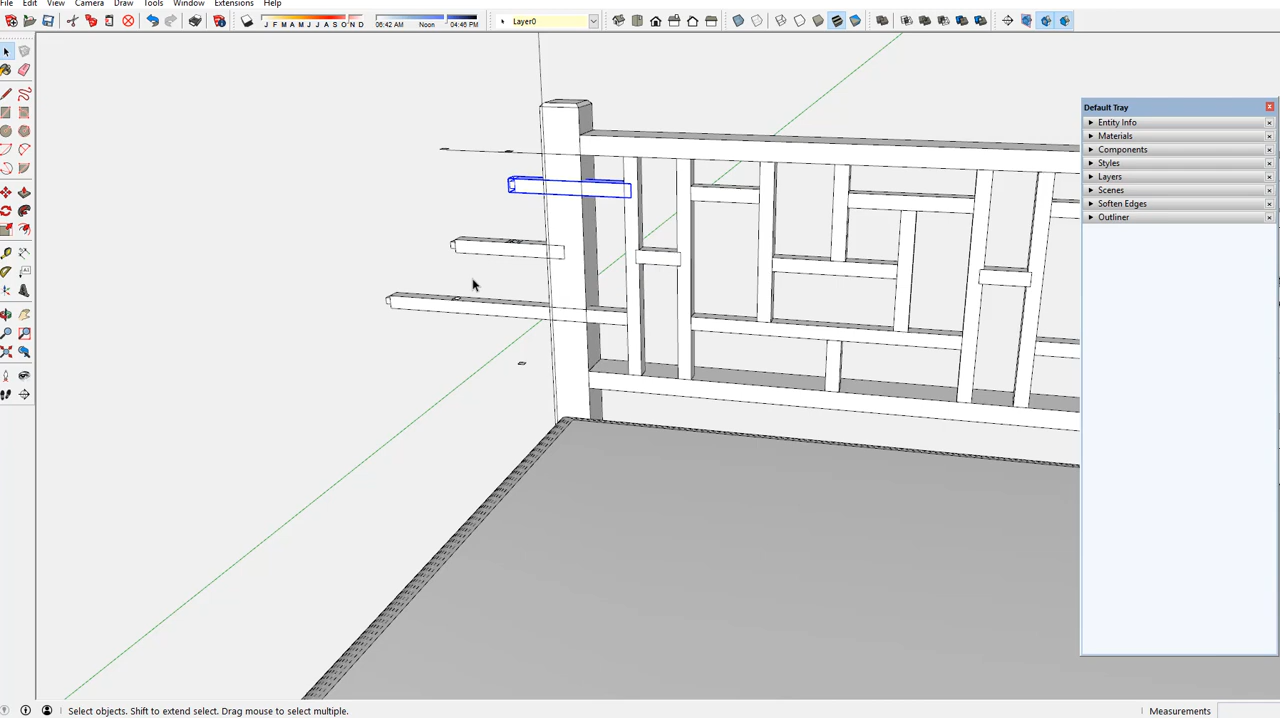 File Edit View Camera Draw Tools Window Extensions Help
J F M A M J J A S O N D 06:42 AM Noon 04:46 PM Layer0
Default Tray
Entity Info
Materials
Components
Styles
Layers
Scenes
Soften Edges
Outliner
Select objects. Shift to extend select. Drag mouse to select multiple. Measurements